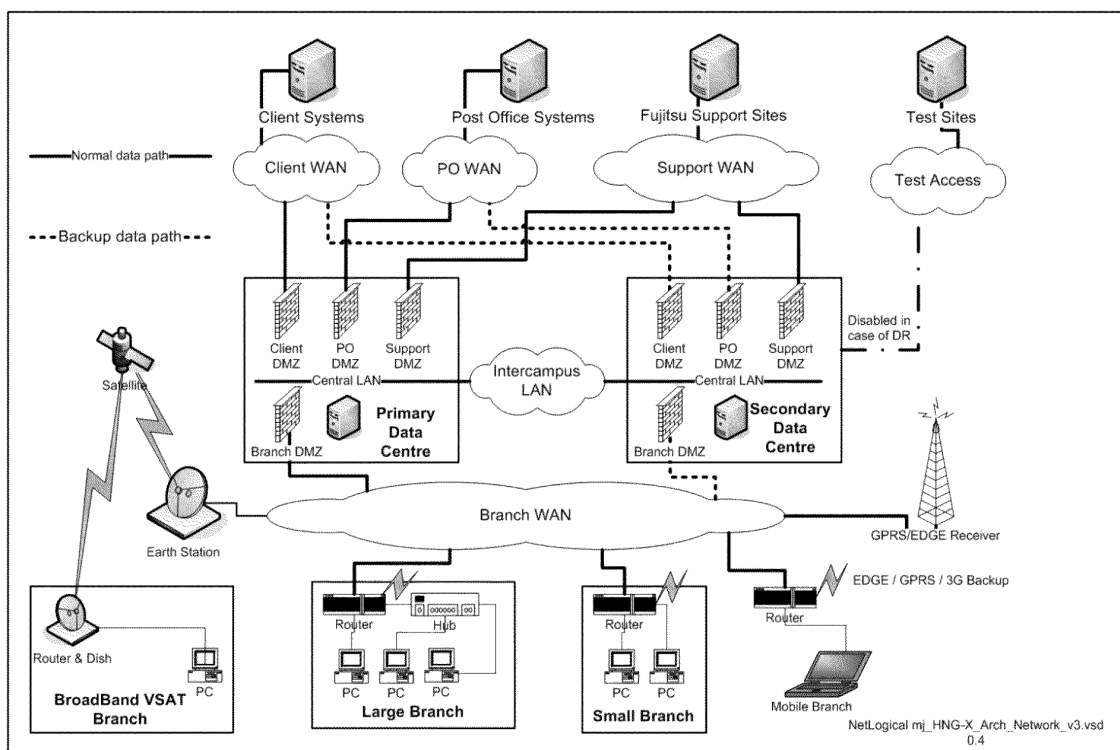 Client Systems
Post Office Systems
Fujitsu Support Sites
Test Sites
Normal data path
Client WAN
PO WAN
Support WAN
Test Access
Backup data path
Client
DMZ
PO
DMZ
Support
DMZ
Client
DMZ
PO
DMZ
Support
DMZ
Disabled in
case of DR
Satellite
Central LAN
Intercampus
LAN
Central LAN
Primary
Data
Centre
Branch DMZ
Secondary
Data
Centre
Branch DMZ
Branch WAN
Earth Station
GPRS/EDGE Receiver
EDGE / GPRS / 3G Backup
Router & Dish
PC
BroadBand VSAT
Branch
Router
Hub
PC
PC
PC
Large Branch
Router
PC
PC
Small Branch
Router
Mobile Branch
NetLogical mj_HNG-X_Arch_Network_v3.vsd
0.4